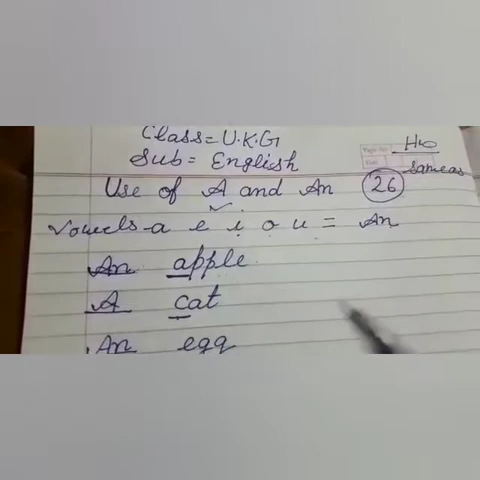 Class = U.K.G
Sub = English
Use of A and An 26
Vowels - a e i o u = An
An apple
A cat
An egg